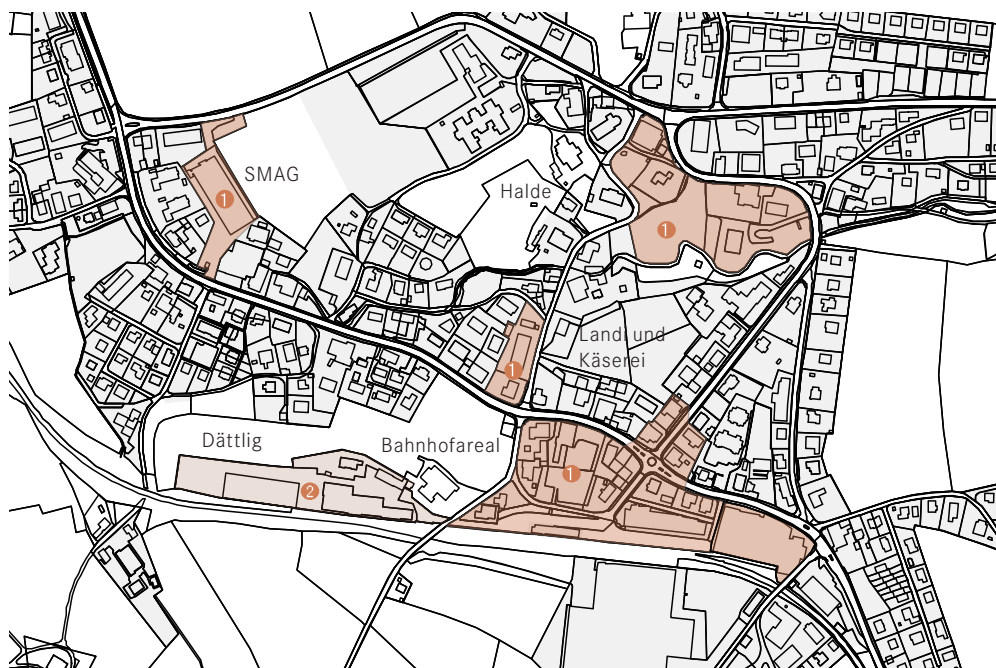 SMAG
1
Halde
1
Landi und
Käserei
1
Dättlig
Bahnhofareal
1
2